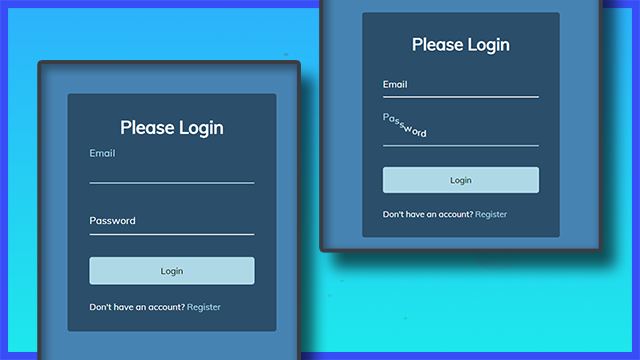 Please Login
Email
Password
Login
Don't have an account? Register
Please Login
Email
Password
Login
Don't have an account? Register